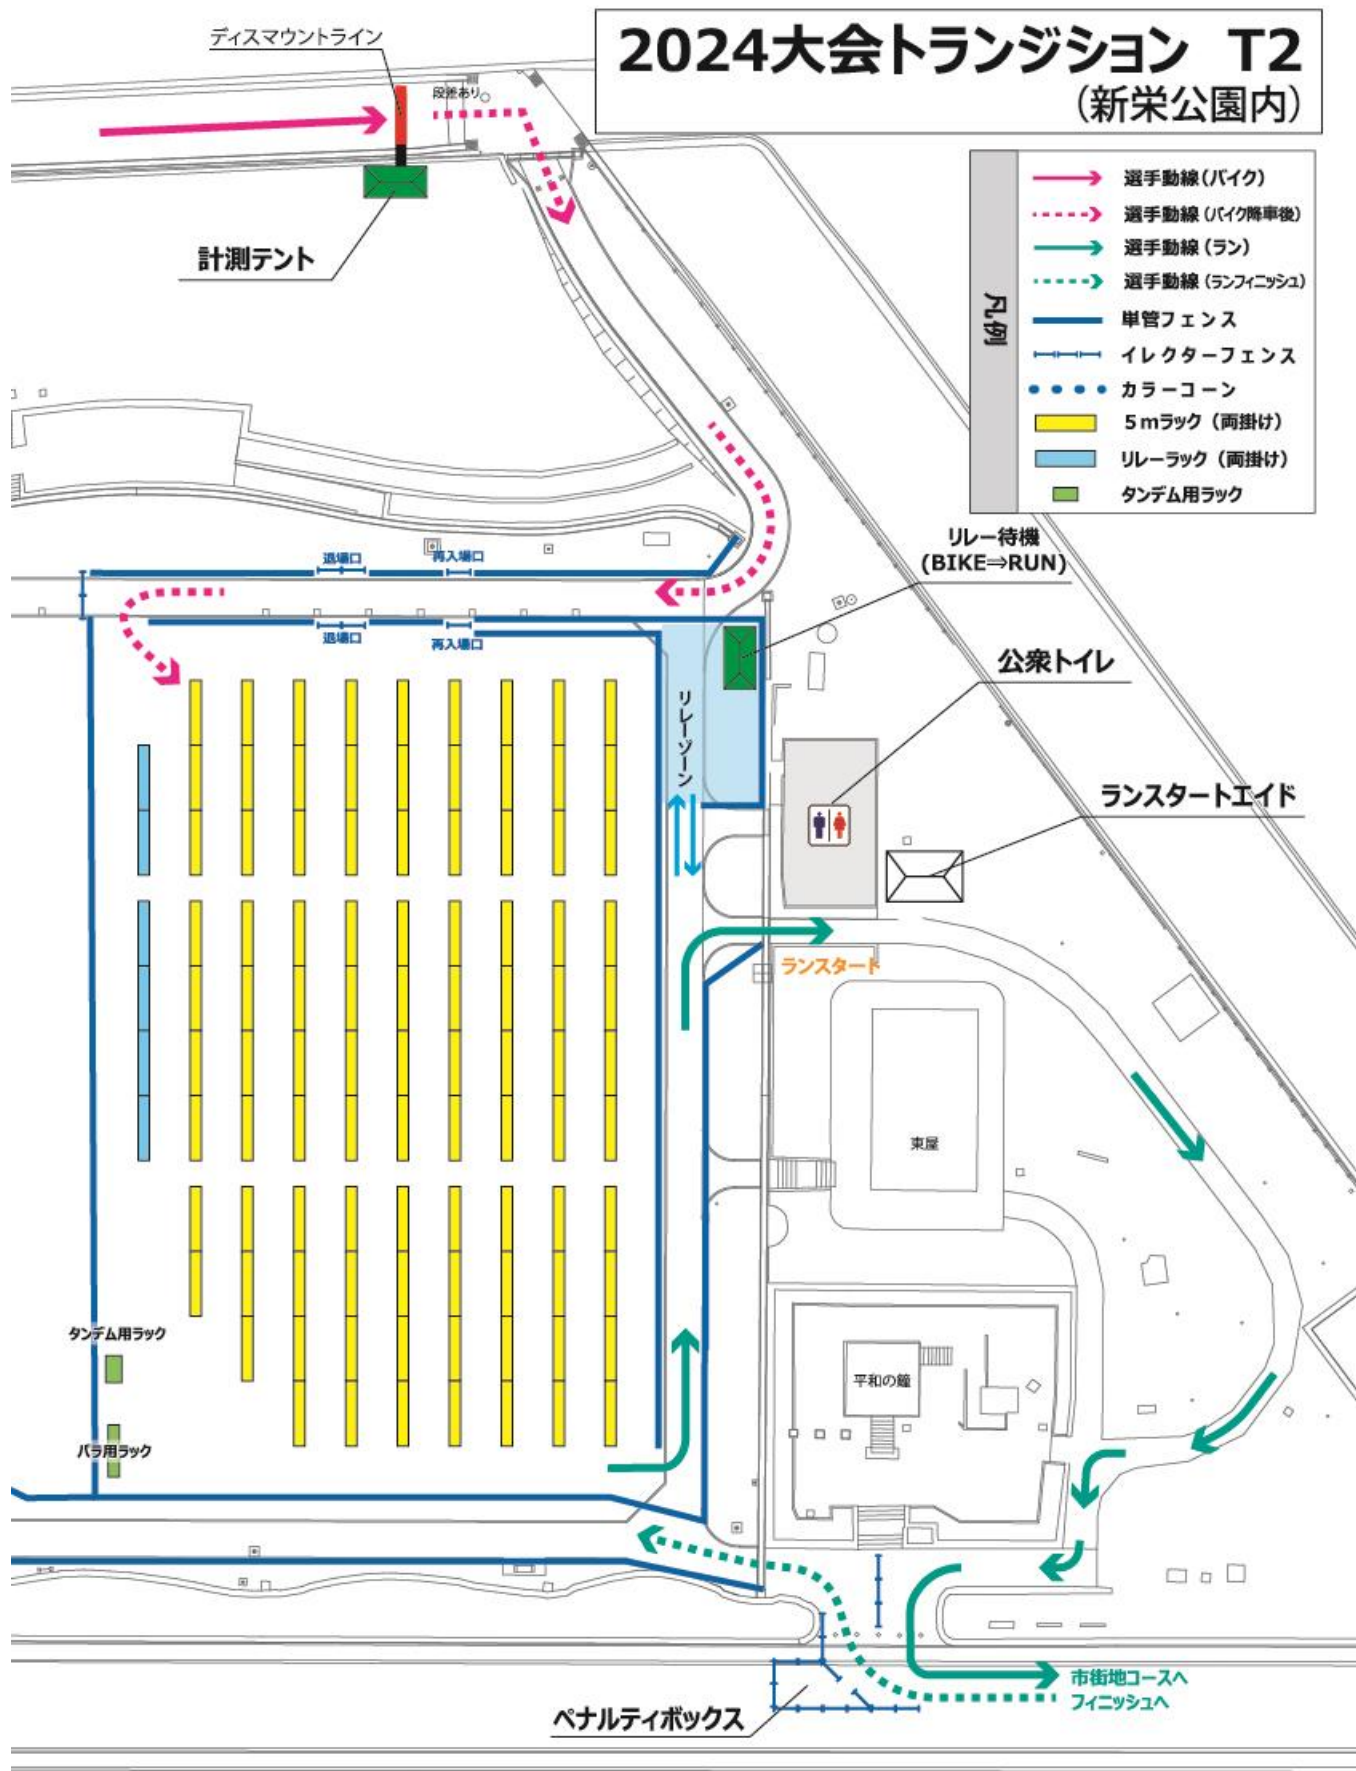 ディスマウントライン
2024大会トランジション T2
(新栄公園内)
段差あり
計測テント
凡例
選手動線(バイク)
選手動線(バイク降車後)
選手動線(ラン)
選手動線(ランフィニッシュ)
単管フェンス
イレクターフェンス
カラーコーン
5mラック(両掛け)
リレーラック(両掛け)
タンデム用ラック
リレー待機
(BIKE⇒RUN)
退場口
再入場口
退場口
再入場口
公衆トイレ
リレーゾーン
ランスタートエイド
ランスタード
東屋
タンデム用ラック
平和の鐘
パラ用ラック
市街地コースへ
フィニッシュへ
ペナルティボックス